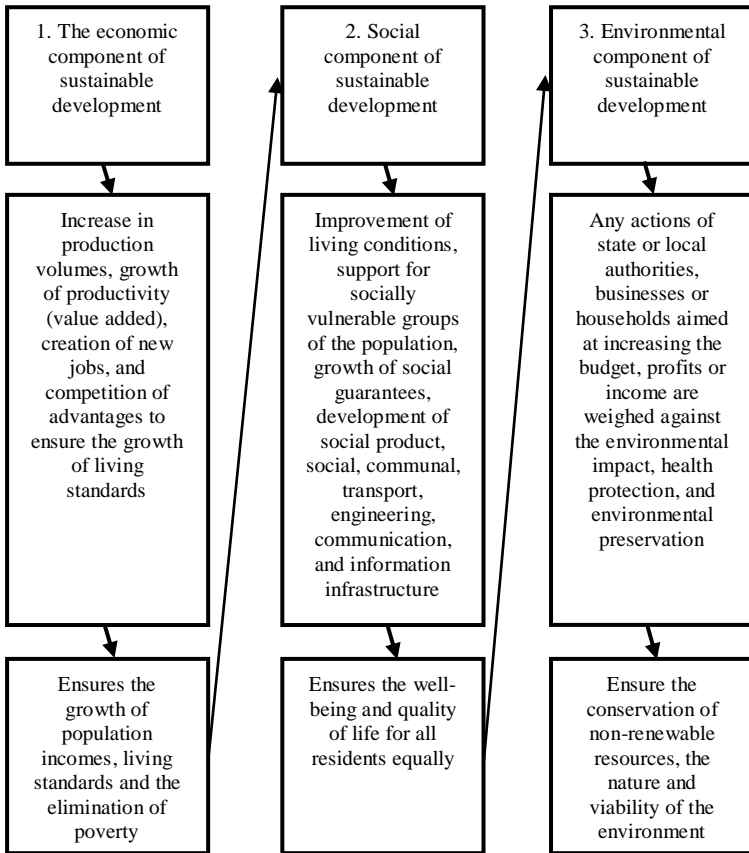 1. The economic
component of
sustainable
development
Increase in
production
volumes, growth
of productivity
(value added),
creation of new
jobs, and
competition of
advantages to
ensure the growth
of living
standards
Ensures the
growth of
population
incomes, living
standards and the
elimination of
poverty
2. Social
component of
sustainable
development
Improvement of
living conditions,
support for
socially
vulnerable groups
of the population,
growth of social
guarantees,
development of
social product,
social, communal,
transport,
engineering,
communication,
and information
infrastructure
Ensures the well-
being and quality
of life for all
residents equally
3. Environmental
component of
sustainable
development
Any actions of
state or local
authorities,
businesses or
households aimed
at increasing the
budget, profits or
income are
weighed against
the environmental
impact, health
protection, and
environmental
preservation
Ensure the
conservation of
non-renewable
resources, the
nature and
viability of the
environment